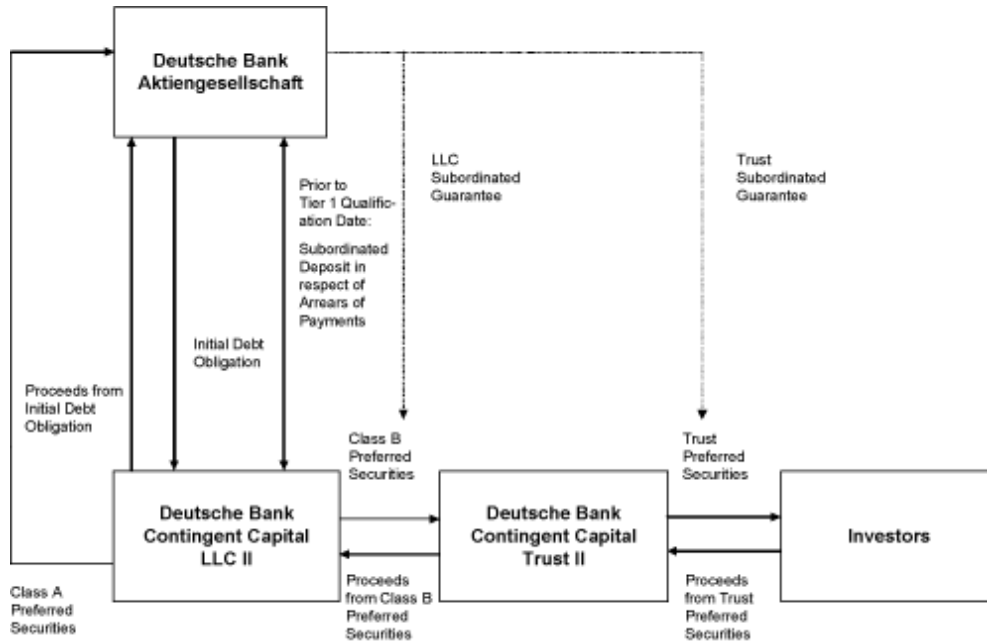 Deutsche Bank
Aktiengesellschaft
LLC
Subordinated
Guarantee
Trust
Subordinated
Guarantee
Prior to
Tier 1 Qualific-
ation Date:
Subordinated
Deposit in
respect of
Arrears of
Payments
Initial Debt
Obligation
Proceeds from
Initial Debt
Obligation
Class B
Preferred
Securities
Trust
Preferred
Securities
Deutsche Bank
Contingent Capital
LLC II
Deutsche Bank
Contingent Capital
Trust II
Investors
Class A
Preferred
Securities
Proceeds
from Class B
Preferred
Securities
Proceeds
from Trust
Preferred
Securities